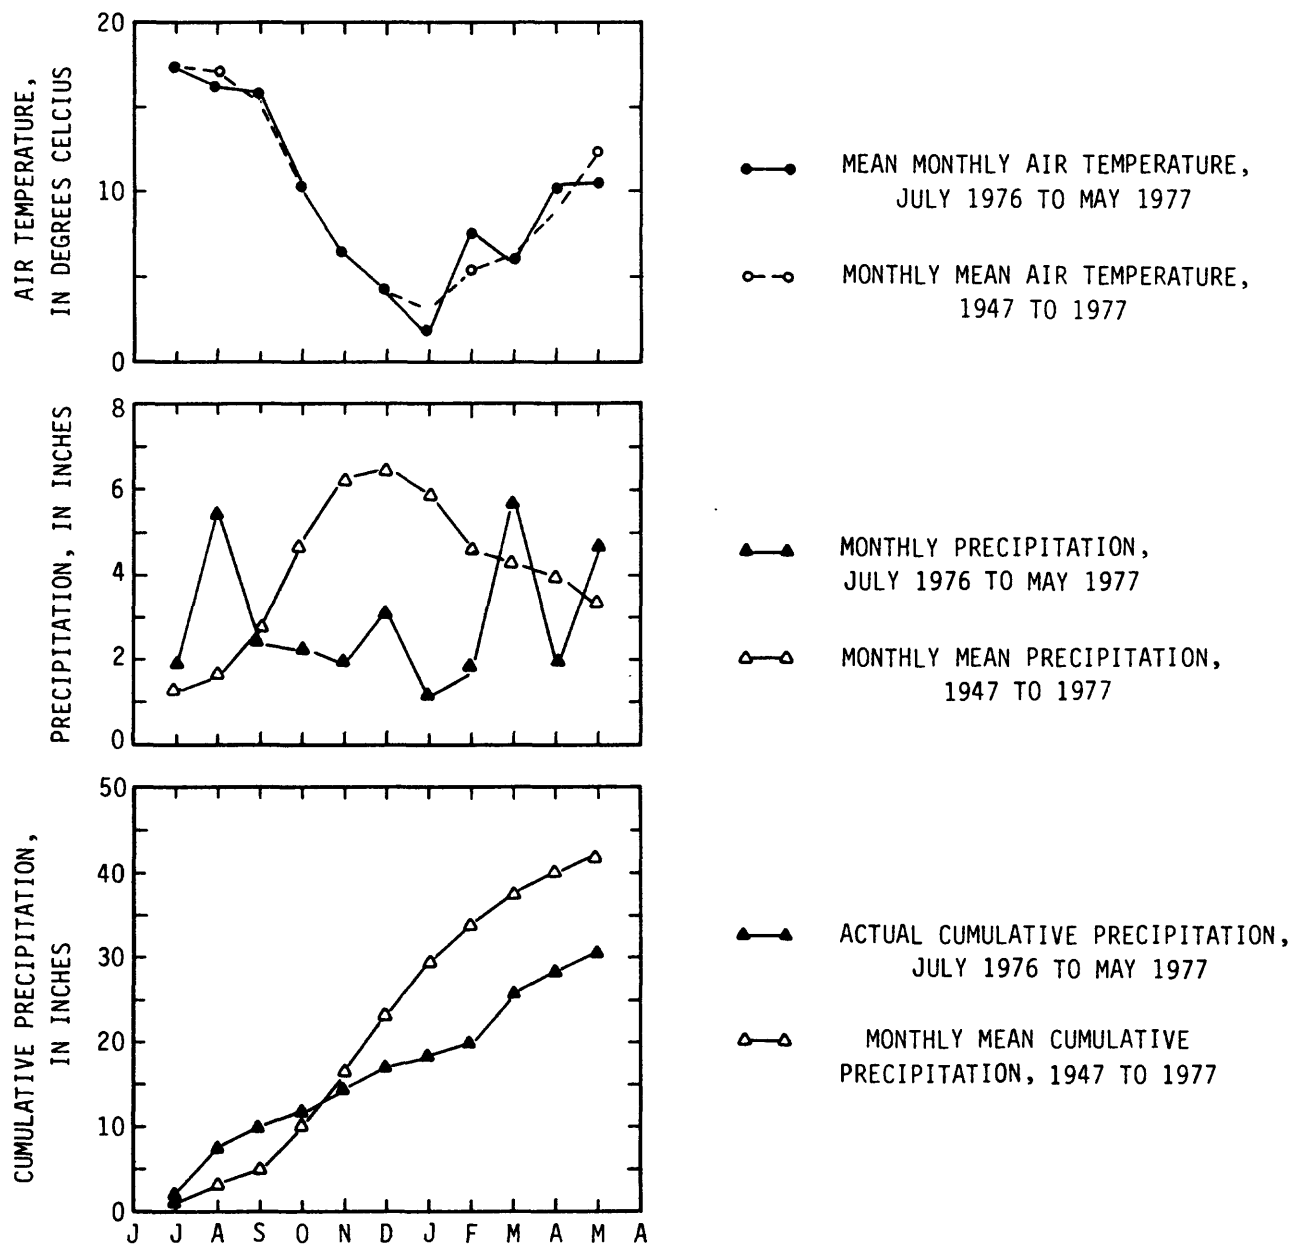 20
10
0
AIR TEMPERATURE,
IN DEGREES CELCIUS
MEAN MONTHLY AIR TEMPERATURE,
JULY 1976 TO MAY 1977
MONTHLY MEAN AIR TEMPERATURE,
1947 TO 1977
8
6
4
2
0
PRECIPITATION, IN INCHES
MONTHLY PRECIPITATION,
JULY 1976 TO MAY 1977
MONTHLY MEAN PRECIPITATION,
1947 TO 1977
50
40
30
20
10
0
CUMULATIVE PRECIPITATION,
IN INCHES
J J A S O N D J F M A M A
ACTUAL CUMULATIVE PRECIPITATION,
JULY 1976 TO MAY 1977
MONTHLY MEAN CUMULATIVE
PRECIPITATION, 1947 TO 1977